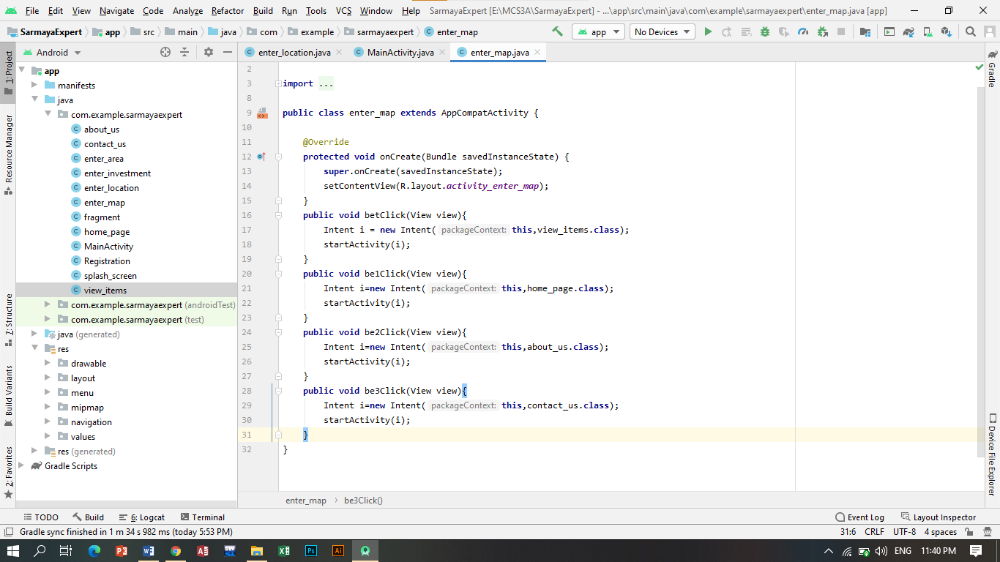 File Edit View Navigate Code Analyze Refactor Build Run Tools VCS Window Help SarmayaExpert [E:\MCS3A\SarmayaExpert] - ...\app\src\main\java\com\example\sarmayaexpert\enter_map.java [app]
SarmayaExpert app src main java com example sarmayaexpert enter_map app No Devices
1: Project
Resource Manager
7: Structure
Build Variants
2: Favorites
Android
app
manifests
java
com.example.sarmayaexpert
about_us
contact_us
enter_area
enter_investment
enter_location
enter_map
fragment
home_page
MainActivity
Registration
splash_screen
view_items
com.example.sarmayaexpert (androidTest)
com.example.sarmayaexpert (test)
java (generated)
res
drawable
layout
menu
mipmap
navigation
values
res (generated)
Gradle Scripts
enter_location.java MainActivity.java enter_map.java
2
3 import ...
8
9 public class enter_map extends AppCompatActivity {
10
11 @Override
12 protected void onCreate(Bundle savedInstanceState) {
13 super.onCreate(savedInstanceState);
14 setContentView(R.layout.activity_enter_map);
15 }
16 public void betClick(View view){
17 Intent i = new Intent( packageContext: this,view_items.class);
18 startActivity(i);
19 }
20 public void be1Click(View view){
21 Intent i=new Intent( packageContext: this,home_page.class);
22 startActivity(i);
23 }
24 public void be2Click(View view){
25 Intent i=new Intent( packageContext: this,about_us.class);
26 startActivity(i);
27 }
28 public void be3Click(View view){
29 Intent i=new Intent( packageContext: this,contact_us.class);
30 startActivity(i);
31 }
32 }
enter_map be3Click()
Gradle
Device File Explorer
TODO Build 6: Logcat Terminal Event Log Layout Inspector
Gradle sync finished in 1 m 34 s 982 ms (today 5:53 PM) 31:6 CRLF UTF-8 4 spaces
ENG 11:40 PM